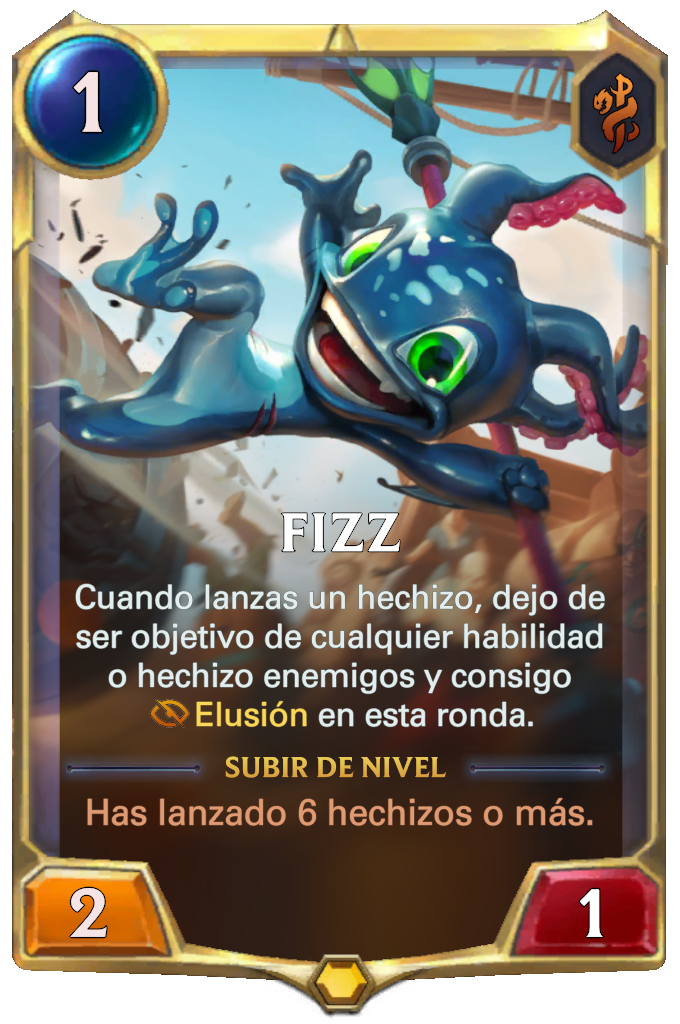 1
FIZZ
Cuando lanzas un hechizo, dejo de
ser objetivo de cualquier habilidad
o hechizo enemigos y consigo
Elusión en esta ronda.
SUBIR DE NIVEL
Has lanzado 6 hechizos o más.
2
1